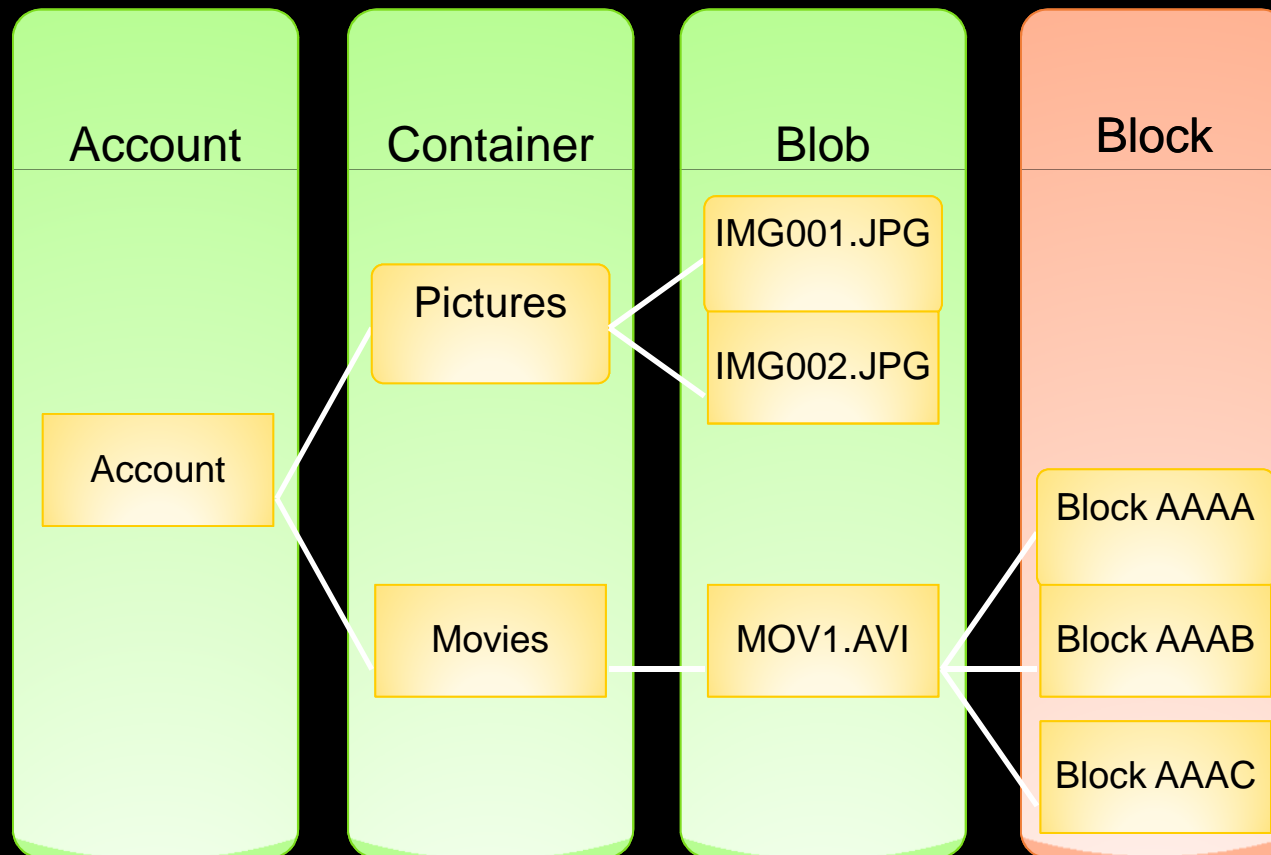 Account
Container
Blob
Block
IMG001.JPG
Pictures
IMG002.JPG
Account
Block AAAA
Movies
MOV1.AVI
Block AAAB
Block AAAC